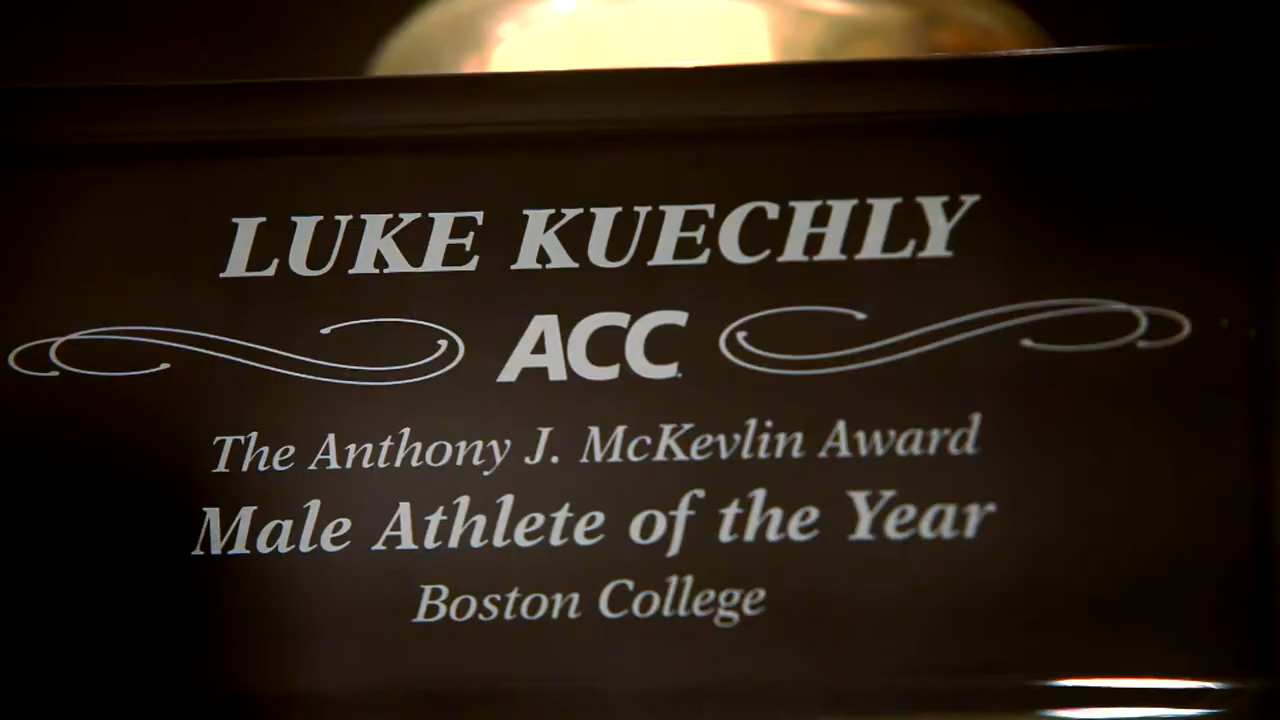 LUKE KUECHLY
ACC
The Anthony J. McKevlin Award
Male Athlete of the Year
Boston College